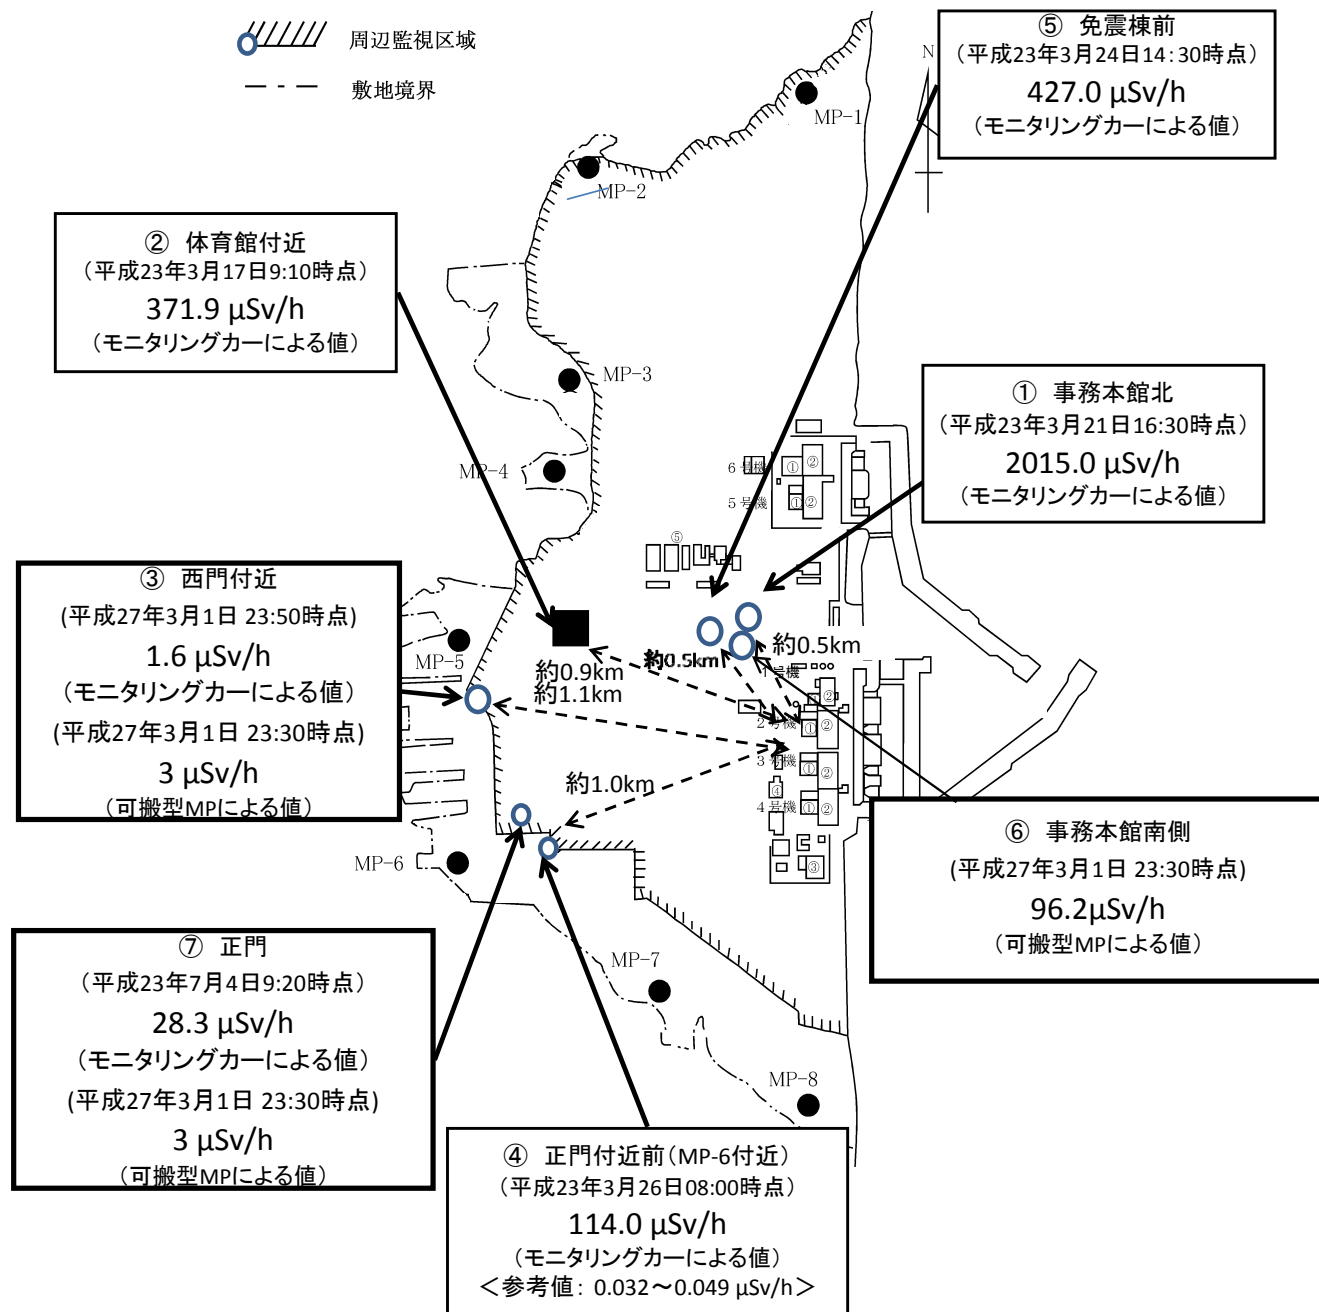 周辺監視区域
敷地境界
⑤ 免震棟前
(平成23年3月24日14:30時点)
427.0 μSv/h
(モニタリングカーによる値)
N
MP-1
MP-2
② 体育館付近
(平成23年3月17日9:10時点)
371.9 μSv/h
(モニタリングカーによる値)
MP-3
① 事務本館北
(平成23年3月21日16:30時点)
2015.0 μSv/h
(モニタリングカーによる値)
MP-4
6号機
①
②
5号機
①
②
⑤
③ 西門付近
(平成27年3月1日 23:50時点)
1.6 μSv/h
(モニタリングカーによる値)
(平成27年3月1日 23:30時点)
3 μSv/h
(可搬型MPによる値)
MP-5
約0.9km
約1.1km
約0.5km
約0.5km
1号機
②
2号機
①
②
3号機
①
②
約1.0km
④
4号機
①
②
③
MP-6
⑥ 事務本館南側
(平成27年3月1日 23:30時点)
96.2μSv/h
(可搬型MPによる値)
⑦ 正門
(平成23年7月4日9:20時点)
28.3 μSv/h
(モニタリングカーによる値)
(平成27年3月1日 23:30時点)
3 μSv/h
(可搬型MPによる値)
MP-7
MP-8
④ 正門付近前(MP-6付近)
(平成23年3月26日08:00時点)
114.0 μSv/h
(モニタリングカーによる値)
<参考値: 0.032～0.049 μSv/h>